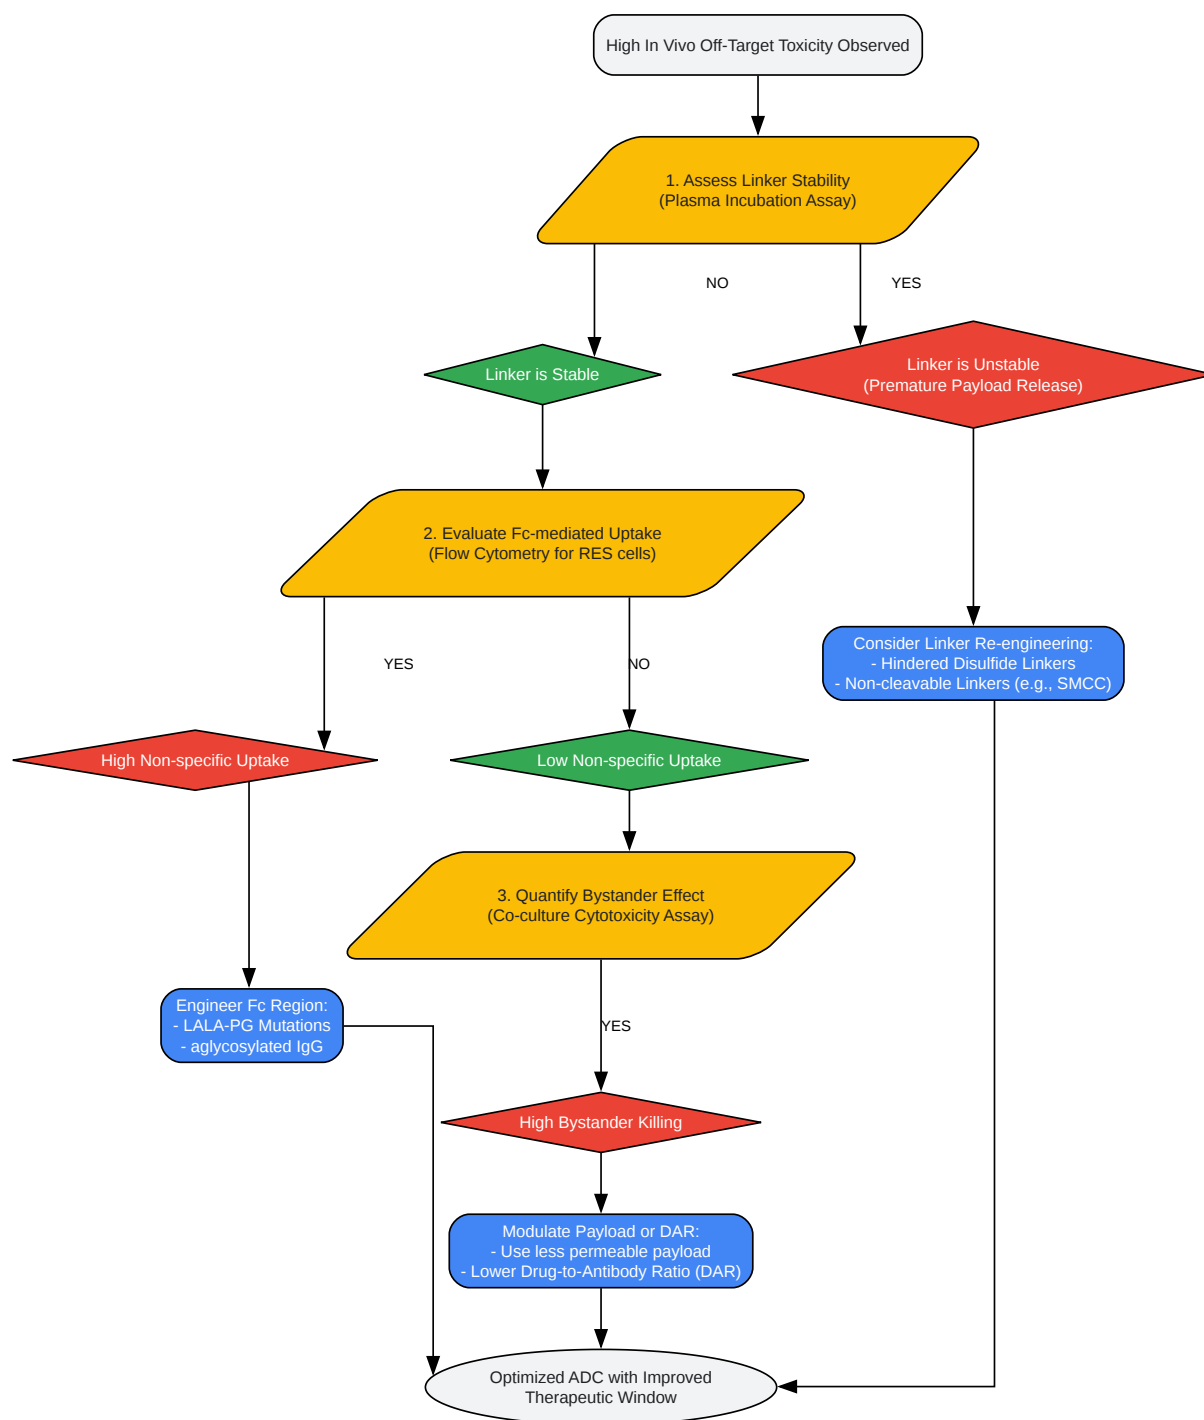 High In Vivo Off-Target Toxicity Observed
1. Assess Linker Stability
(Plasma Incubation Assay)
NO
YES
Linker is Stable
Linker is Unstable
(Premature Payload Release)
2. Evaluate Fc-mediated Uptake
(Flow Cytometry for RES cells)
YES
NO
Consider Linker Re-engineering:
- Hindered Disulfide Linkers
- Non-cleavable Linkers (e.g., SMCC)
High Non-specific Uptake
Low Non-specific Uptake
3. Quantify Bystander Effect
(Co-culture Cytotoxicity Assay)
Engineer Fc Region:
- LALA-PG Mutations
- aglycosylated IgG
YES
High Bystander Killing
Modulate Payload or DAR:
- Use less permeable payload
- Lower Drug-to-Antibody Ratio (DAR)
Optimized ADC with Improved
Therapeutic Window